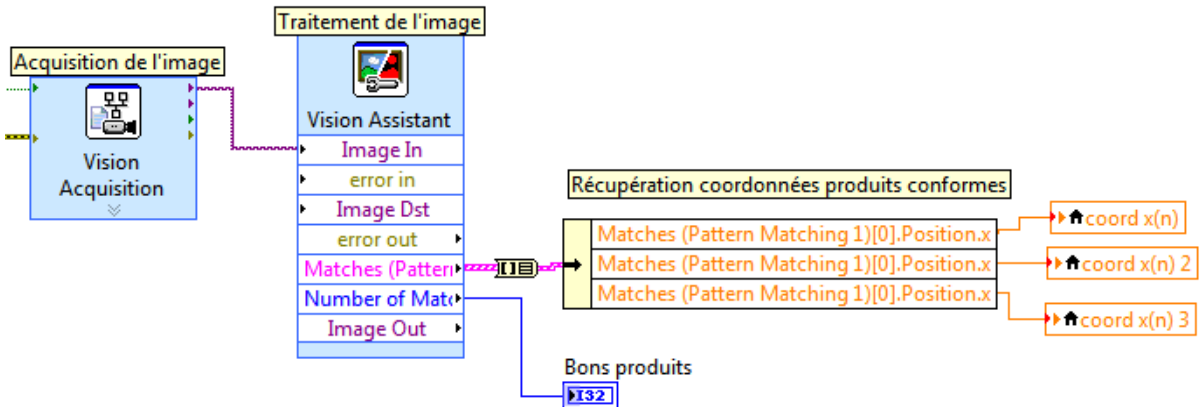 Traitement de l'image
Acquisition de l'image
Vision Assistant
Vision
Acquisition
Image In
error in
Image Dst
error out
Matches (Pattern
Number of Matc
Image Out
Récupération coordonnées produits conformes
Matches (Pattern Matching 1)[0].Position.x
Matches (Pattern Matching 1)[0].Position.x
Matches (Pattern Matching 1)[0].Position.x
coord x(n)
coord x(n) 2
coord x(n) 3
Bons produits
I32